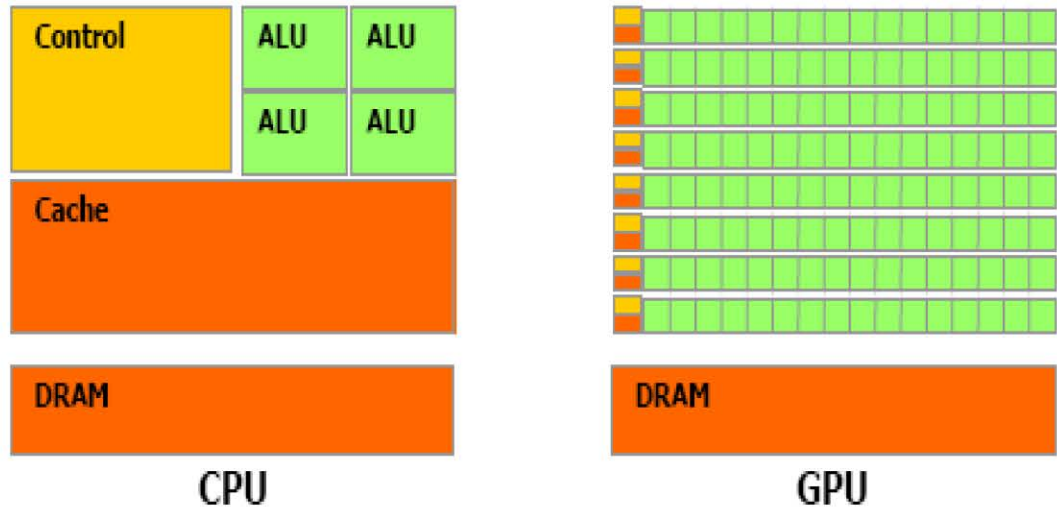 Control
ALU ALU
ALU ALU
Cache
DRAM
DRAM
CPU
GPU